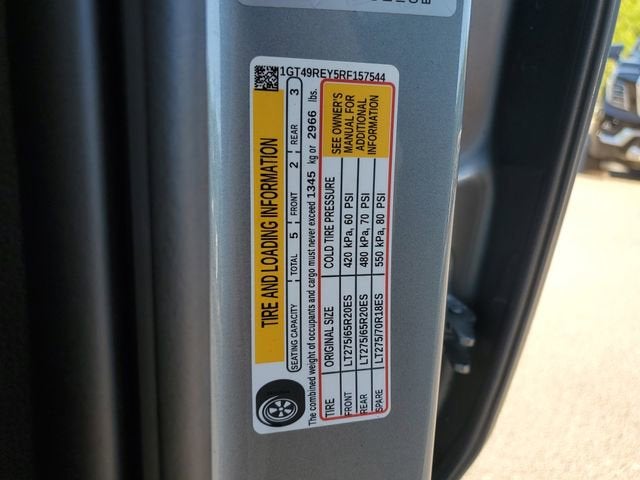 1GT49REY5RF157544
TIRE AND LOADING INFORMATION
SEATING CAPACITY TOTAL 5 FRONT 2 REAR 3
The combined weight of occupants and cargo must never exceed 1345 kg or 2966 lbs.
TIRE ORIGINAL SIZE COLD TIRE PRESSURE
FRONT LT275/65R20ES 420 kPa, 60 PSI
REAR LT275/65R20ES 480 kPa, 70 PSI
SPARE LT275/70R18ES 550 kPa, 80 PSI
SEE OWNER'S
MANUAL FOR
ADDITIONAL
INFORMATION